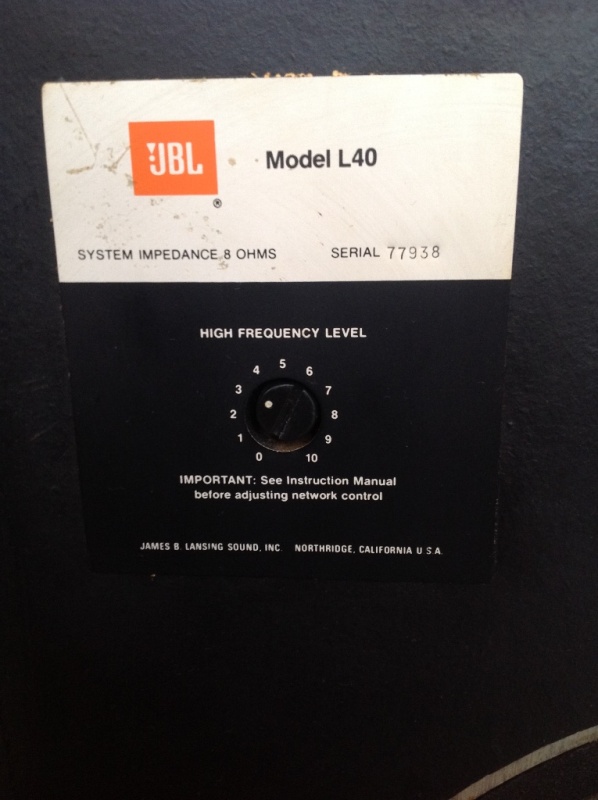 JBL
®
Model L40
SYSTEM IMPEDANCE 8 OHMS SERIAL 77938
HIGH FREQUENCY LEVEL
0 1 2 3 4 5 6 7 8 9 10
IMPORTANT: See Instruction Manual
before adjusting network control
JAMES B. LANSING SOUND, INC. NORTHRIDGE, CALIFORNIA U.S.A.